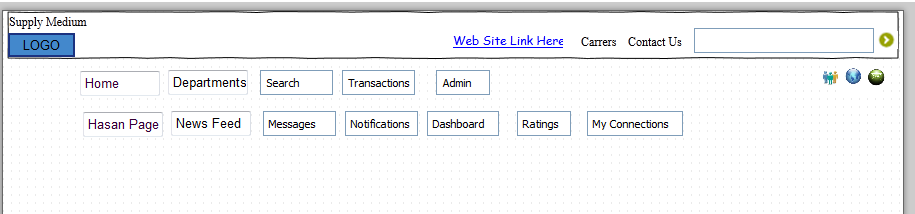 Supply Medium
LOGO
Web Site Link Here Carrers Contact Us
Home Departments Search Transactions Admin
Hasan Page News Feed Messages Notifications Dashboard Ratings My Connections